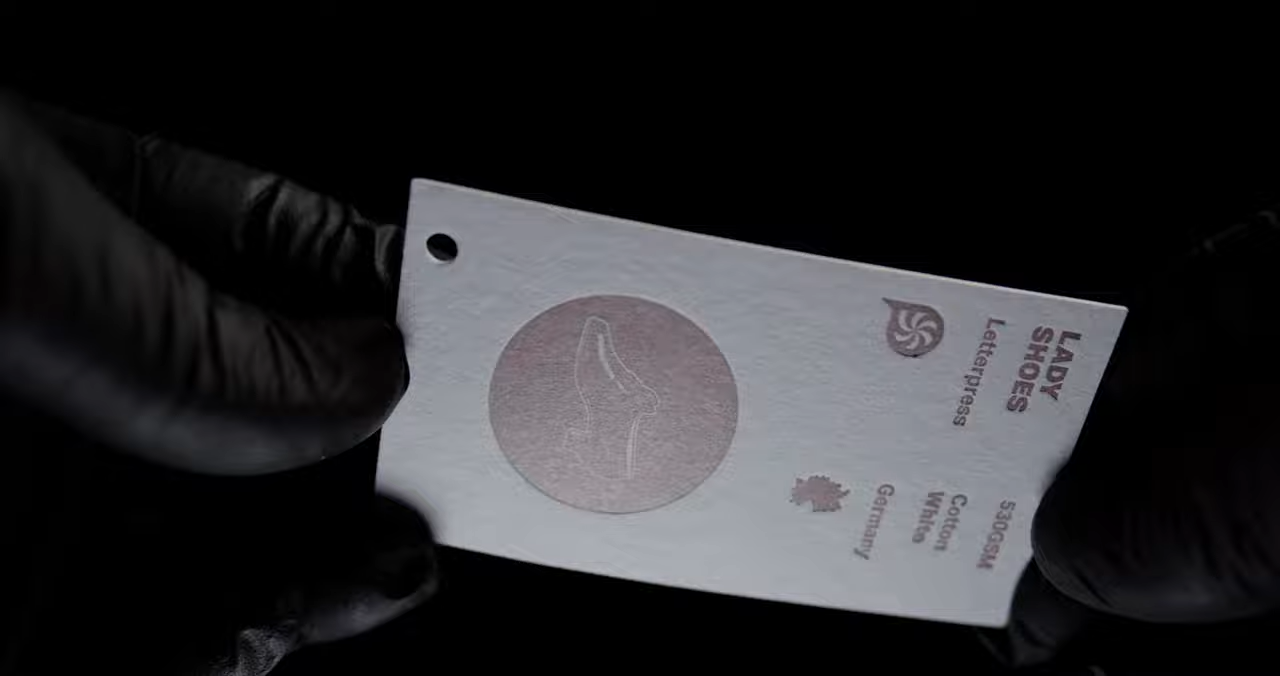 LADY
SHOES
Letterpress
530GSM
Cotton
White
Germany